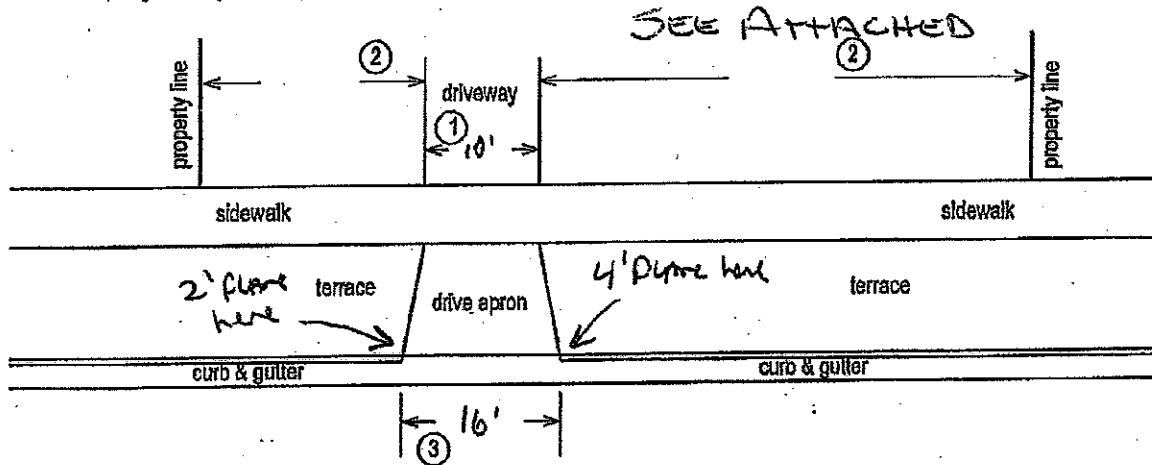 SEE ATTACHED
② ②
property line driveway property line
① 10'
sidewalk sidewalk
2' flare here terrace drive apron 4' flare here terrace
curb & gutter curb & gutter
16'
③